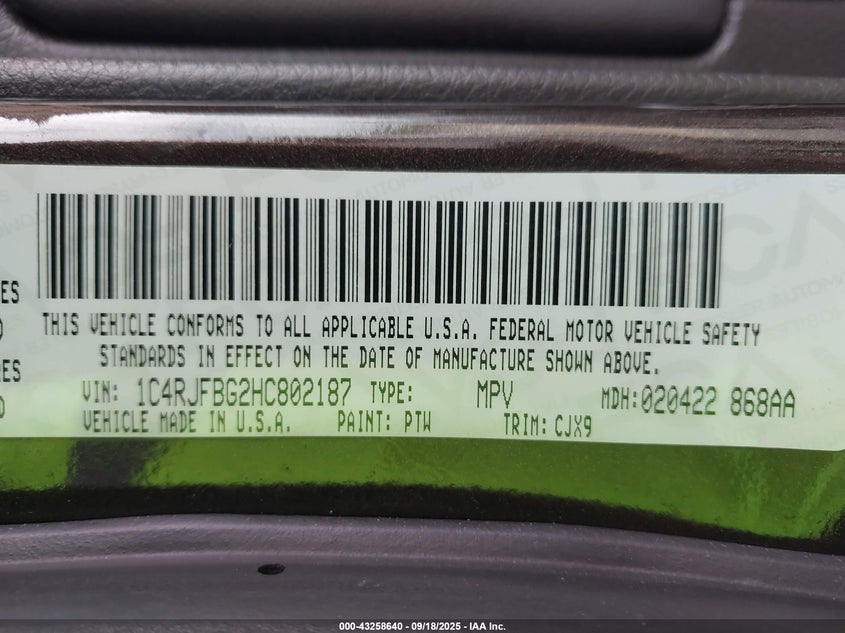 ES
THIS VEHICLE CONFORMS TO ALL APPLICABLE U.S.A. FEDERAL MOTOR VEHICLE SAFETY
STANDARDS IN EFFECT ON THE DATE OF MANUFACTURE SHOWN ABOVE.
RES
VIN: 1C4RJFBG2HC802187 TYPE: MPV MDH:020422 868AA
VEHICLE MADE IN U.S.A. PAINT: PTW TRIM: CJX9
000-43258640 - 09/18/2025 - IAA Inc.